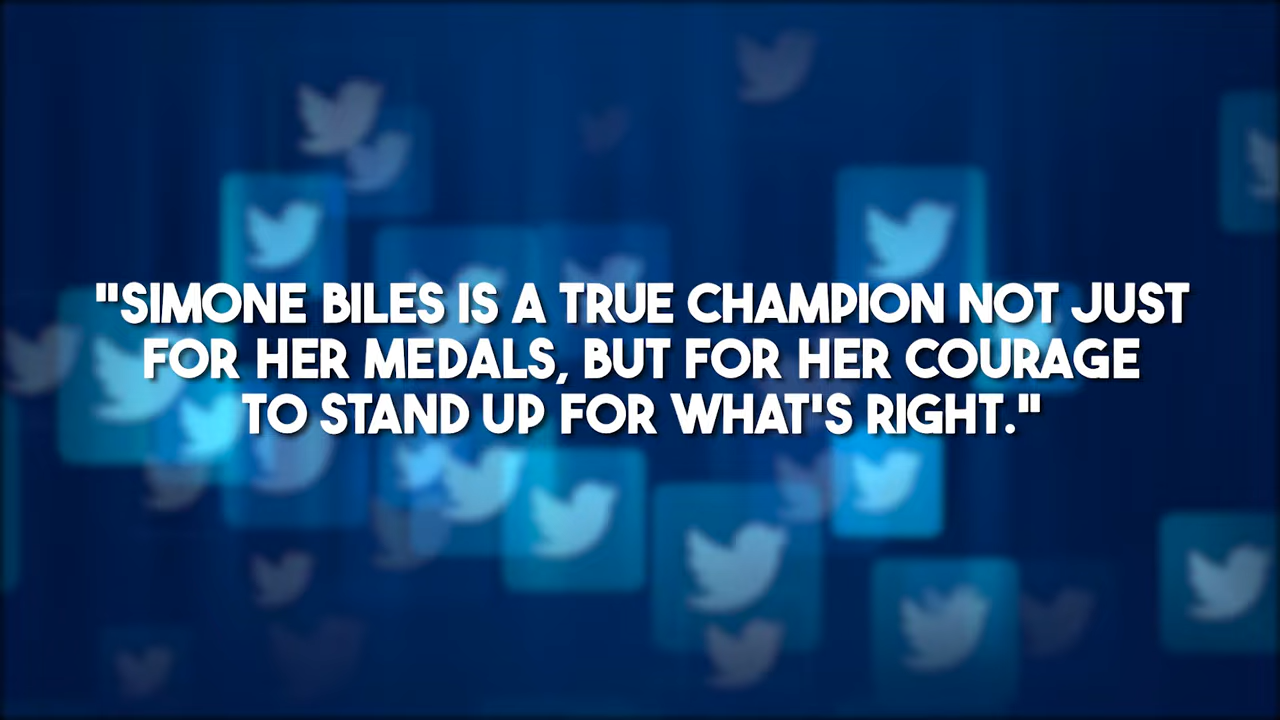 "SIMONE BILES IS A TRUE CHAMPION NOT JUST
FOR HER MEDALS, BUT FOR HER COURAGE
TO STAND UP FOR WHAT'S RIGHT."